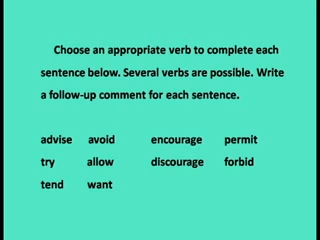 Choose an appropriate verb to complete each
sentence below. Several verbs are possible. Write
a follow-up comment for each sentence.
advise avoid encourage permit
try allow discourage forbid
tend want